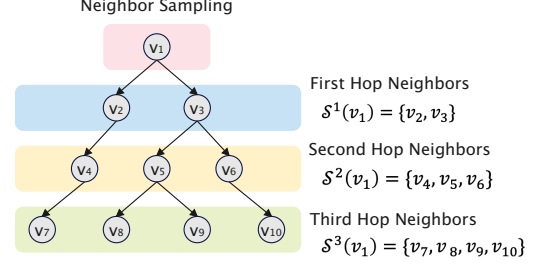 Neighbor Sampling
v1
First Hop Neighbors
v2 v3
𝒮¹(v₁) = {v₂, v₃}
Second Hop Neighbors
v4 v5 v6
𝒮²(v₁) = {v₄, v₅, v₆}
Third Hop Neighbors
v7 v8 v9 v10
𝒮³(v₁) = {v₇, v₈, v₉, v₁₀}